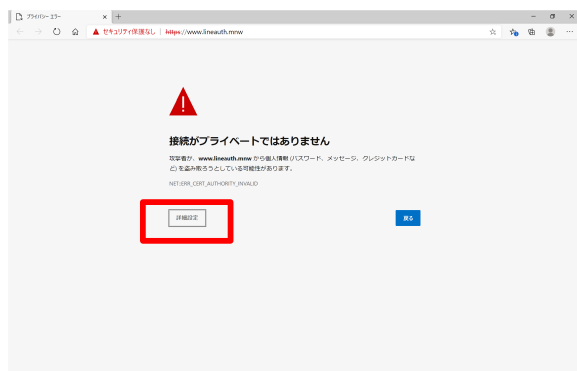 プライバシー エラー
セキュリティ保護なし | https://www.lineauth.mnw
接続がプライベートではありません
攻撃者が、www.lineauth.mnw から個人情報 (パスワード、メッセージ、クレジット カードな
ど) を盗み取ろうとしている可能性があります。
NET::ERR_CERT_AUTHORITY_INVALID
詳細設定
戻る